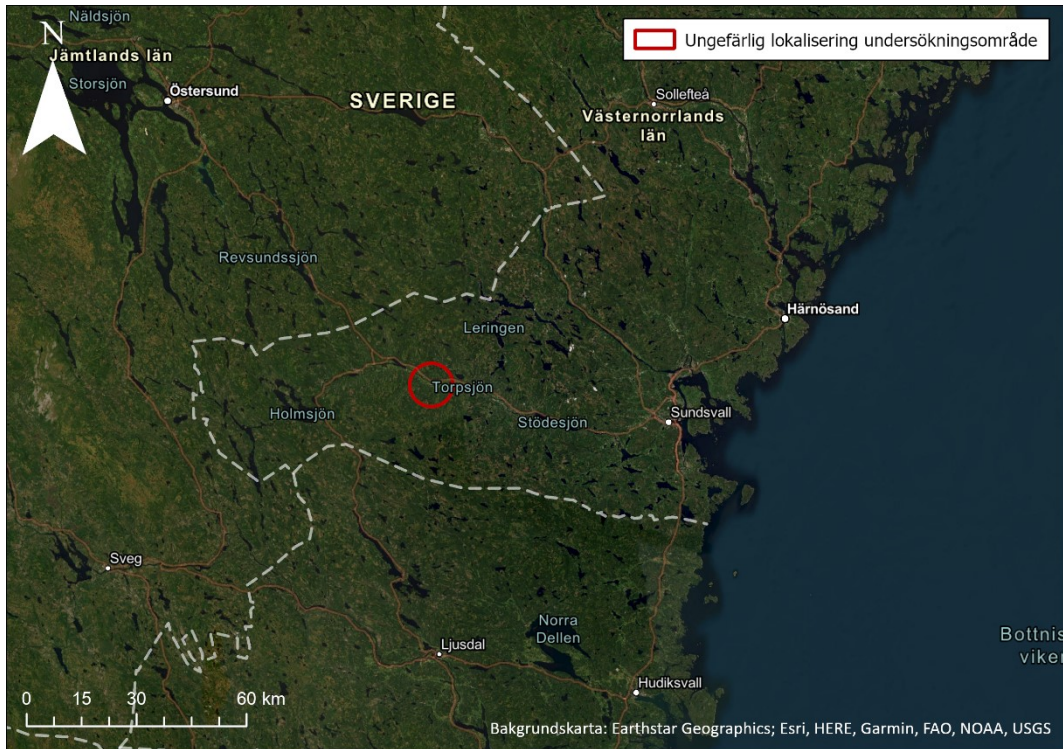 Näldsjön
N
Jämtlands län
Storsjön
Östersund
SVERIGE
Sollefteå
Västernorrlands
län
Ungefärlig lokalisering undersökningsområde
Revsundssjön
Leringen
Härnösand
Torpsjön
Holmsjön
Stödesjön
Sundsvall
Sveg
Norra
Dellen
Ljusdal
Hudiksvall
Bottnis
viken
0 15 30 60 km
Bakgrundskarta: Earthstar Geographics; Esri, HERE, Garmin, FAO, NOAA, USGS